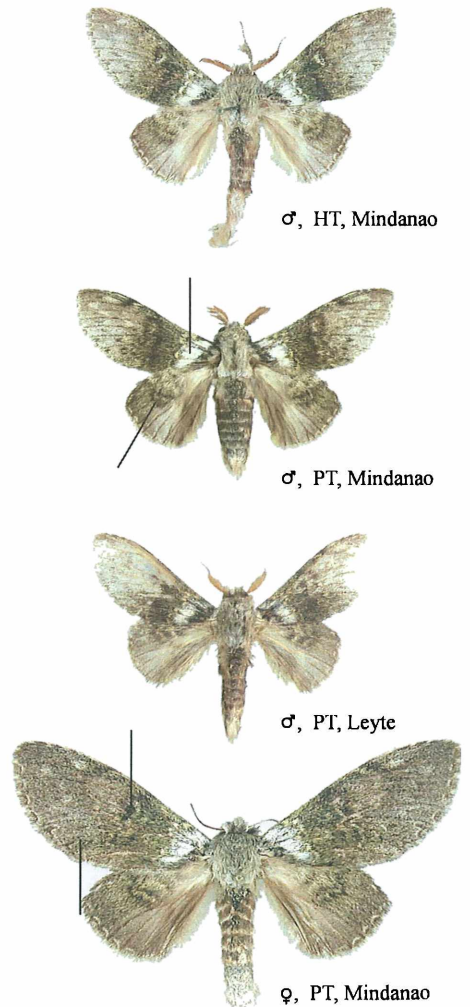 ♂, HT, Mindanao
♂, PT, Mindanao
♂, PT, Leyte
♀, PT, Mindanao